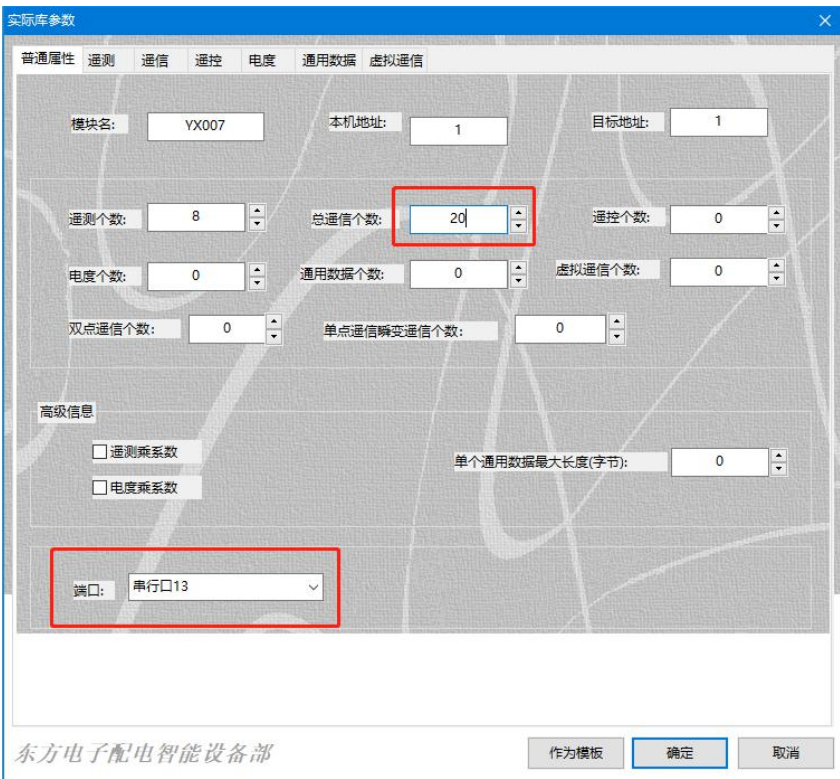 实际库参数
普通属性 遥测 遥信 遥控 电度 通用数据 虚拟遥信
模块名: YX007 本机地址: 1 目标地址: 1
遥测个数: 8 总遥信个数: 20 遥控个数: 0
电度个数: 0 通用数据个数: 0 虚拟遥信个数: 0
双点遥信个数: 0 单点遥信瞬变遥信个数: 0
高级信息
遥测乘系数
单个通用数据最大长度(字节): 0
电度乘系数
端口: 串行口13
东方电子配电智能设备部 作为模板 确定 取消